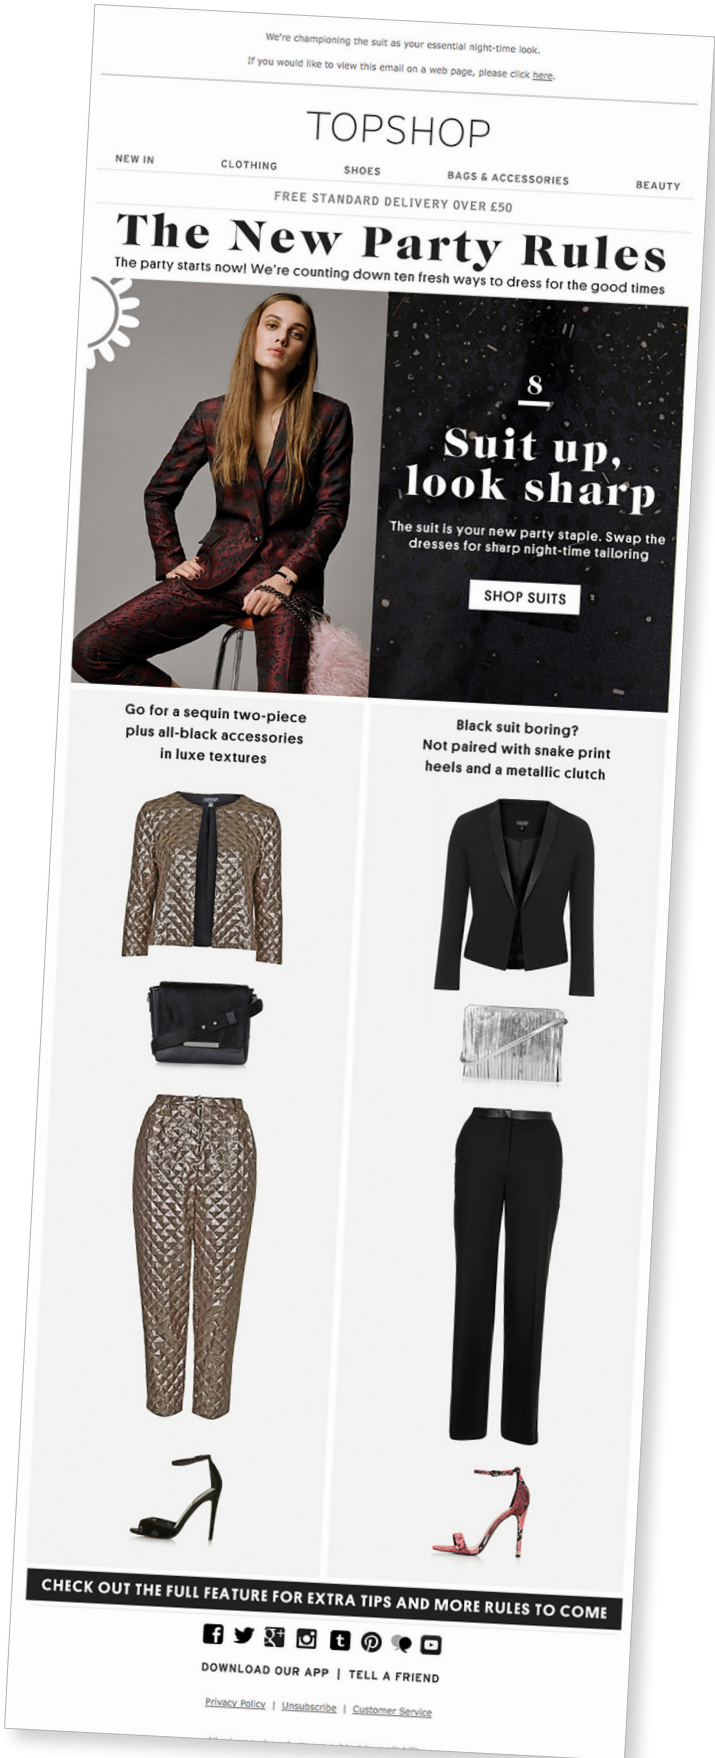 We're championing the suit as your essential night-time look.
If you would like to view this email on a web page, please click here.
TOPSHOP
NEW IN CLOTHING SHOES BAGS & ACCESSORIES BEAUTY
FREE STANDARD DELIVERY OVER £50
The New Party Rules
The party starts now! We're counting down ten fresh ways to dress for the good times
8
Suit up,
look sharp
The suit is your new party staple. Swap the
dresses for sharp night-time tailoring
SHOP SUITS
Go for a sequin two-piece
plus all-black accessories
in luxe textures
Black suit boring?
Not paired with snake print
heels and a metallic clutch
CHECK OUT THE FULL FEATURE FOR EXTRA TIPS AND MORE RULES TO COME
DOWNLOAD OUR APP | TELL A FRIEND
Privacy Policy | Unsubscribe | Customer Service